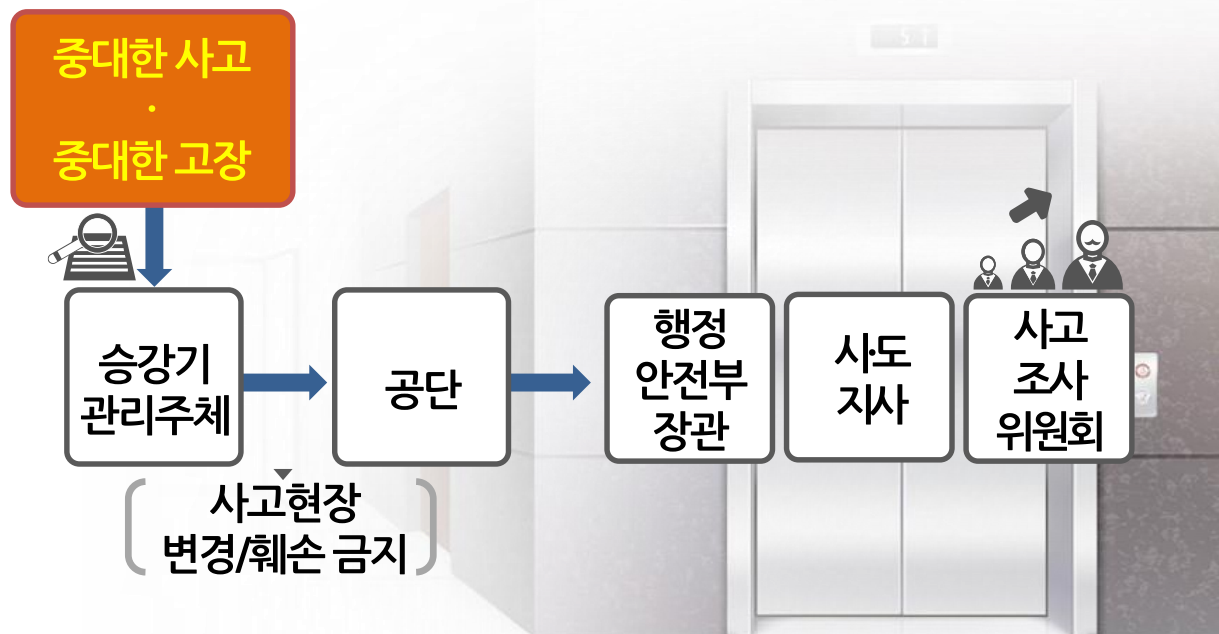 중대한 사고
·
중대한 고장
승강기
관리주체
공단
행정
안전부
장관
시·도
지사
사고
조사
위원회
사고현장
변경/훼손 금지